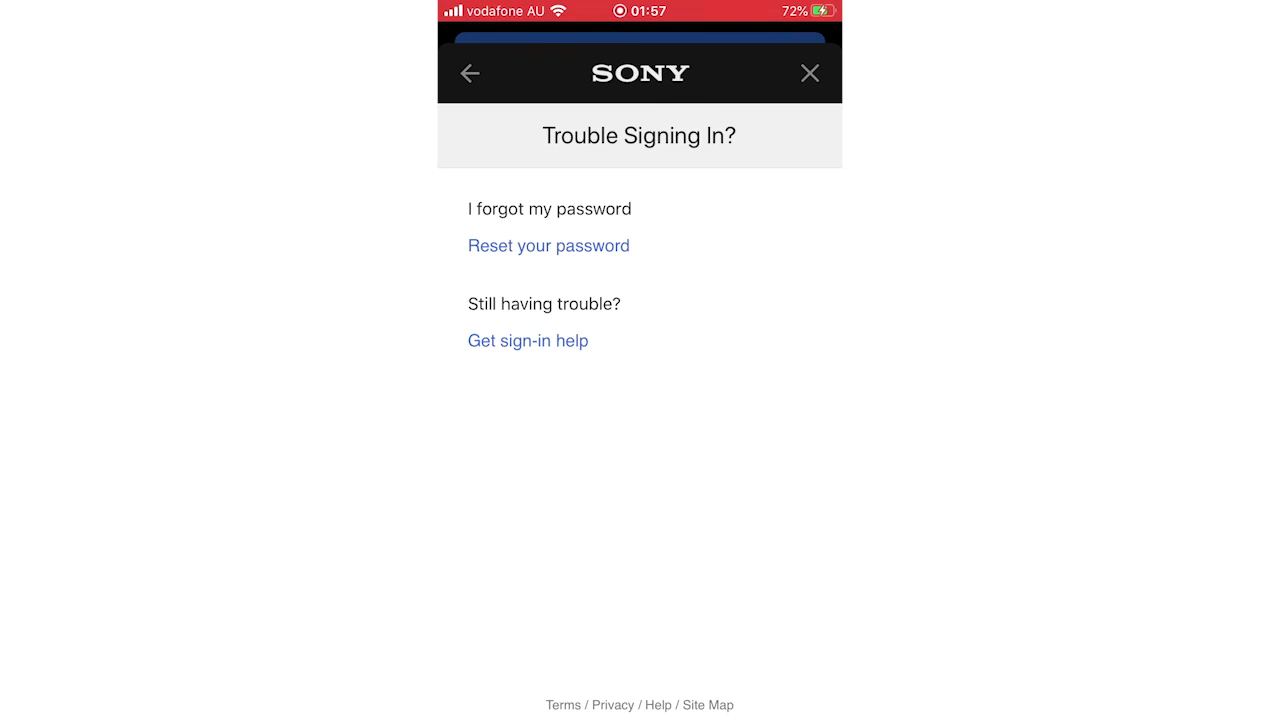 vodafone AU 01:57 72%
SONY
Trouble Signing In?
I forgot my password
Reset your password
Still having trouble?
Get sign-in help
Terms / Privacy / Help / Site Map